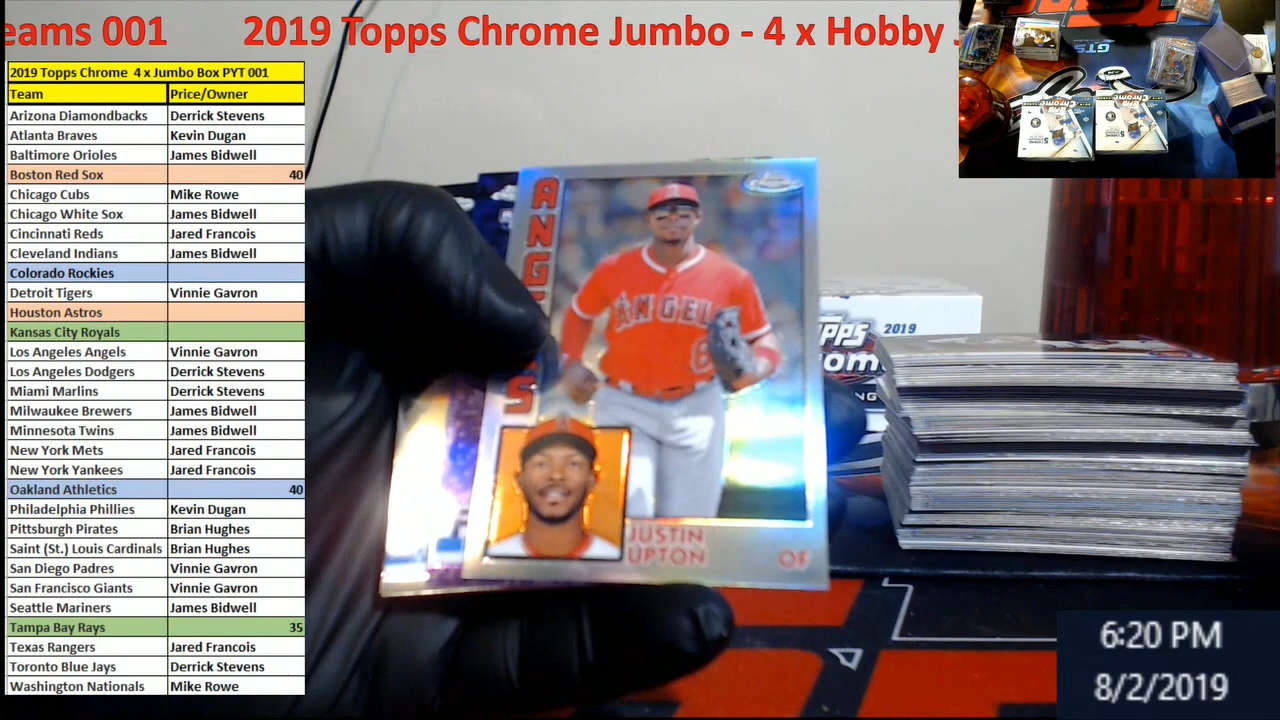 eams 001 2019 Topps Chrome Jumbo - 4 x Hobby
2019 Topps Chrome 4 x Jumbo Box PYT 001
Team Price/Owner
Arizona Diamondbacks Derrick Stevens
Atlanta Braves Kevin Dugan
Baltimore Orioles James Bidwell
Boston Red Sox 40
Chicago Cubs Mike Rowe
Chicago White Sox James Bidwell
Cincinnati Reds Jared Francois
Cleveland Indians James Bidwell
Colorado Rockies
Detroit Tigers Vinnie Gavron
Houston Astros
Kansas City Royals
Los Angeles Angels Vinnie Gavron
Los Angeles Dodgers Derrick Stevens
Miami Marlins Derrick Stevens
Milwaukee Brewers James Bidwell
Minnesota Twins James Bidwell
New York Mets Jared Francois
New York Yankees Jared Francois
Oakland Athletics 40
Philadelphia Phillies Kevin Dugan
Pittsburgh Pirates Brian Hughes
Saint (St.) Louis Cardinals Brian Hughes
San Diego Padres Vinnie Gavron
San Francisco Giants Vinnie Gavron
Seattle Mariners James Bidwell
Tampa Bay Rays 35
Texas Rangers Jared Francois
Toronto Blue Jays Derrick Stevens
Washington Nationals Mike Rowe
ANGEL
JUSTIN
UPTON OF
2019
6:20 PM
8/2/2019